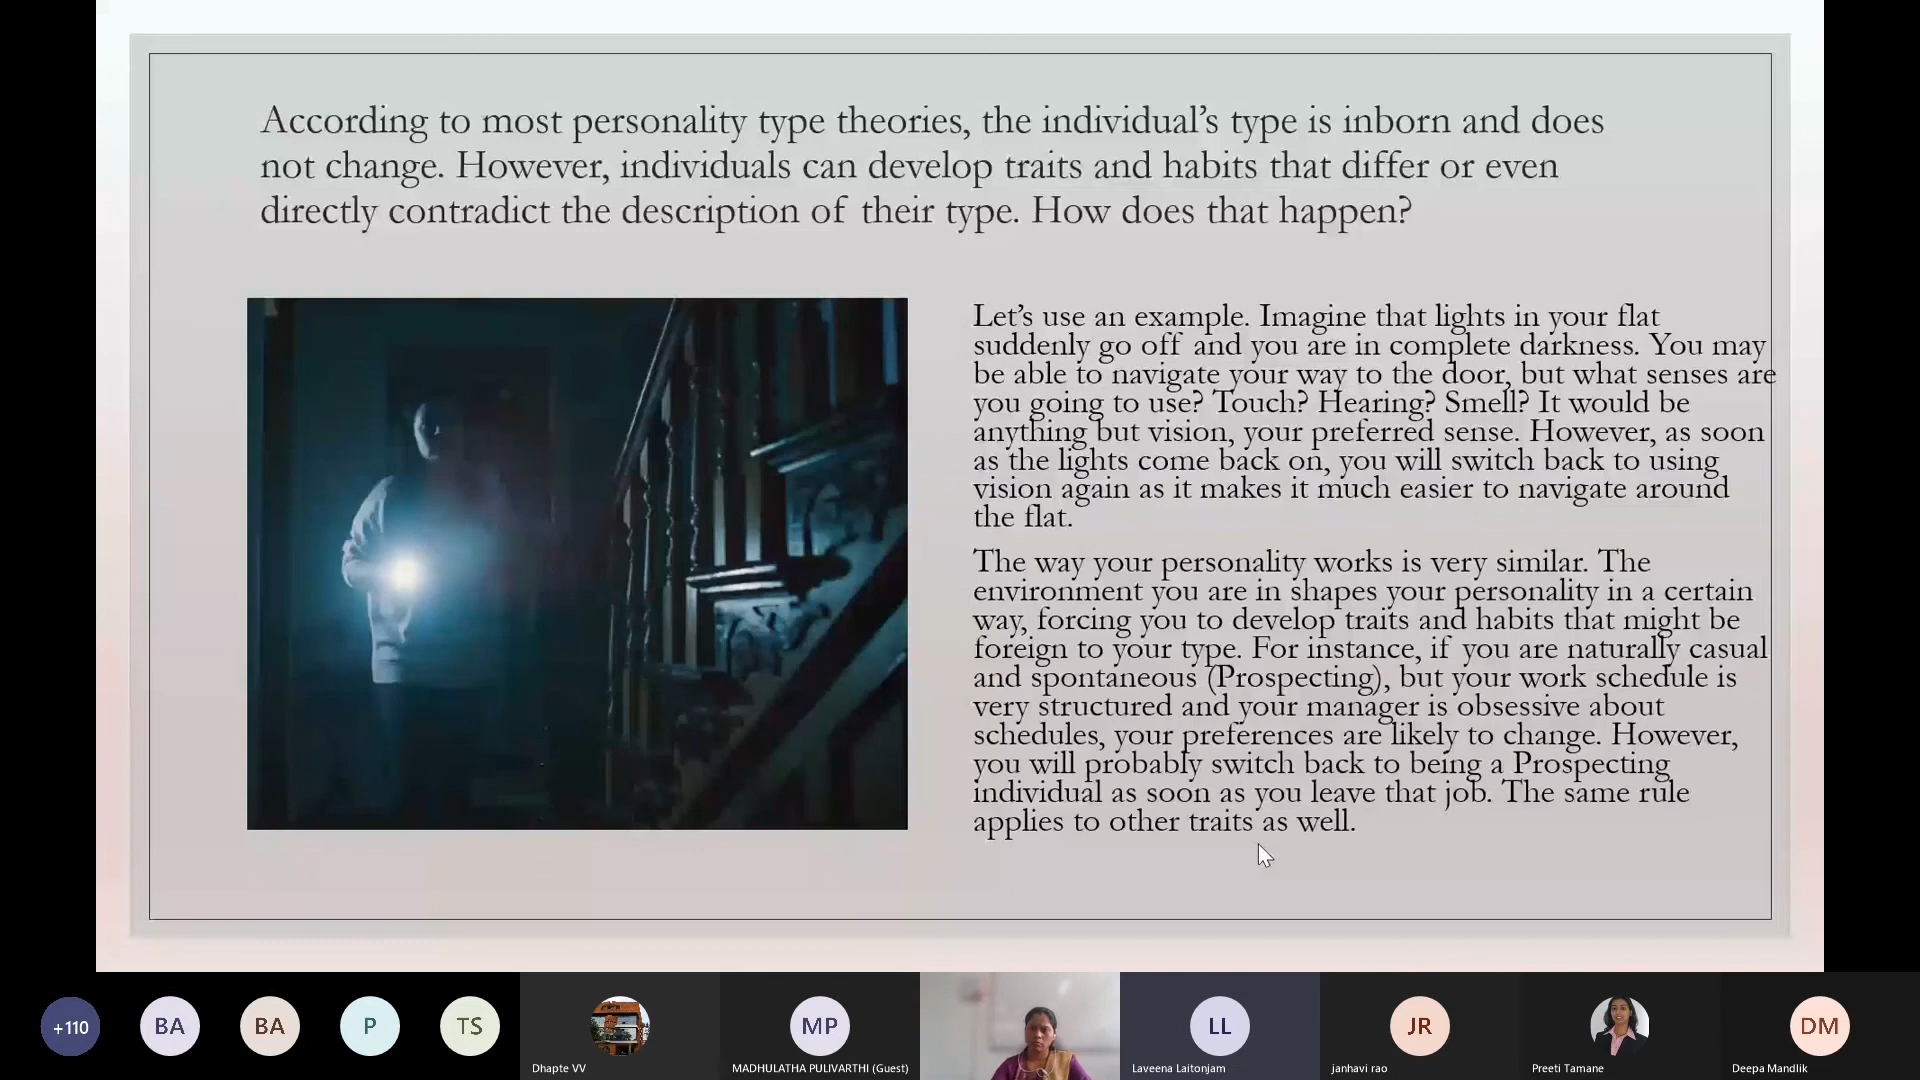 According to most personality type theories, the individual’s type is inborn and does
not change. However, individuals can develop traits and habits that differ or even
directly contradict the description of their type. How does that happen?
Let’s use an example. Imagine that lights in your flat
suddenly go off and you are in complete darkness. You may
be able to navigate your way to the door, but what senses are
you going to use? Touch? Hearing? Smell? It would be
anything but vision, your preferred sense. However, as soon
as the lights come back on, you will switch back to using
vision again as it makes it much easier to navigate around
the flat.
The way your personality works is very similar. The
environment you are in shapes your personality in a certain
way, forcing you to develop traits and habits that might be
foreign to your type. For instance, if you are naturally casual
and spontaneous (Prospecting), but your work schedule is
very structured and your manager is obsessive about
schedules, your preferences are likely to change. However,
you will probably switch back to being a Prospecting
individual as soon as you leave that job. The same rule
applies to other traits as well.
+110
BA
BA
P
TS
MP
LL
JR
DM
Dhapte VV
MADHULATHA PULIVARTHI (Guest)
Laveena Laitonjam
janhavi rao
Preeti Tamane
Deepa Mandlik